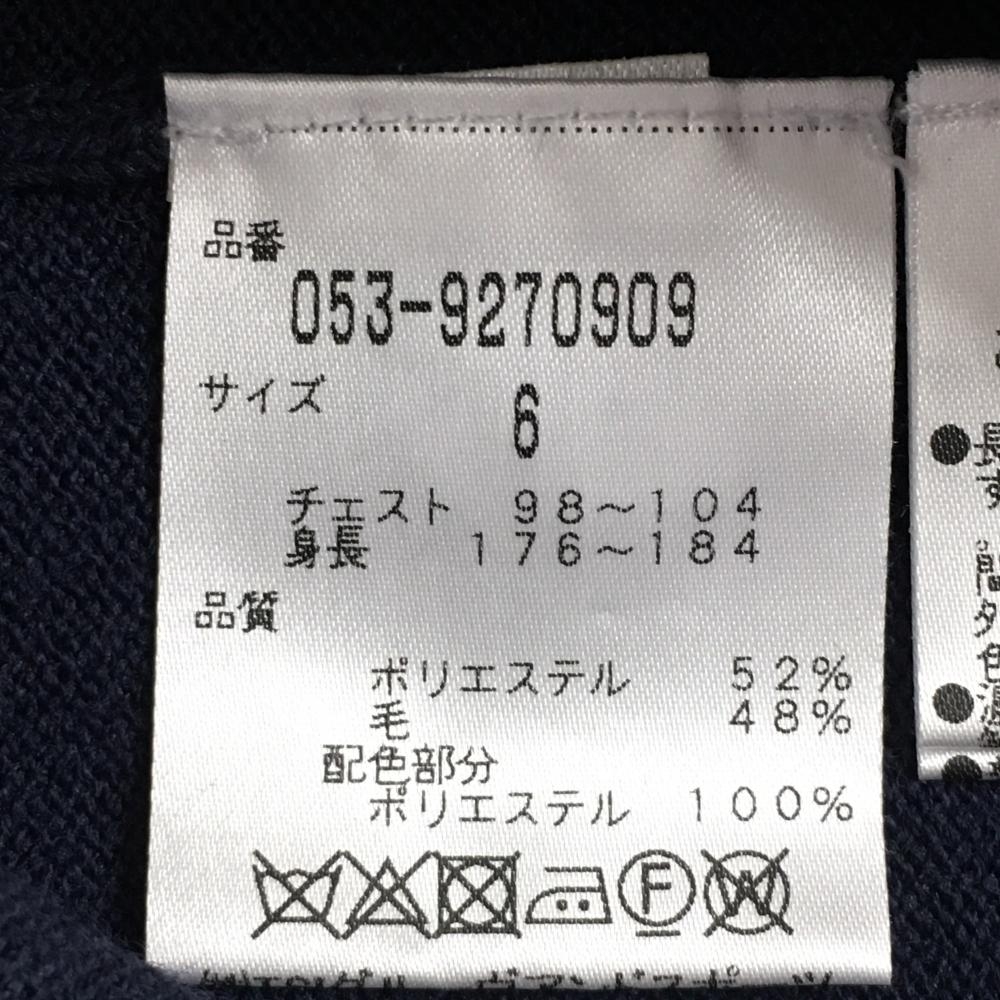 品番
053-9270909
サイズ
6
チェスト 98~104
身長 176~184
品質
ポリエステル 52%
毛 48%
配色部分
ポリエステル 100%
F
W